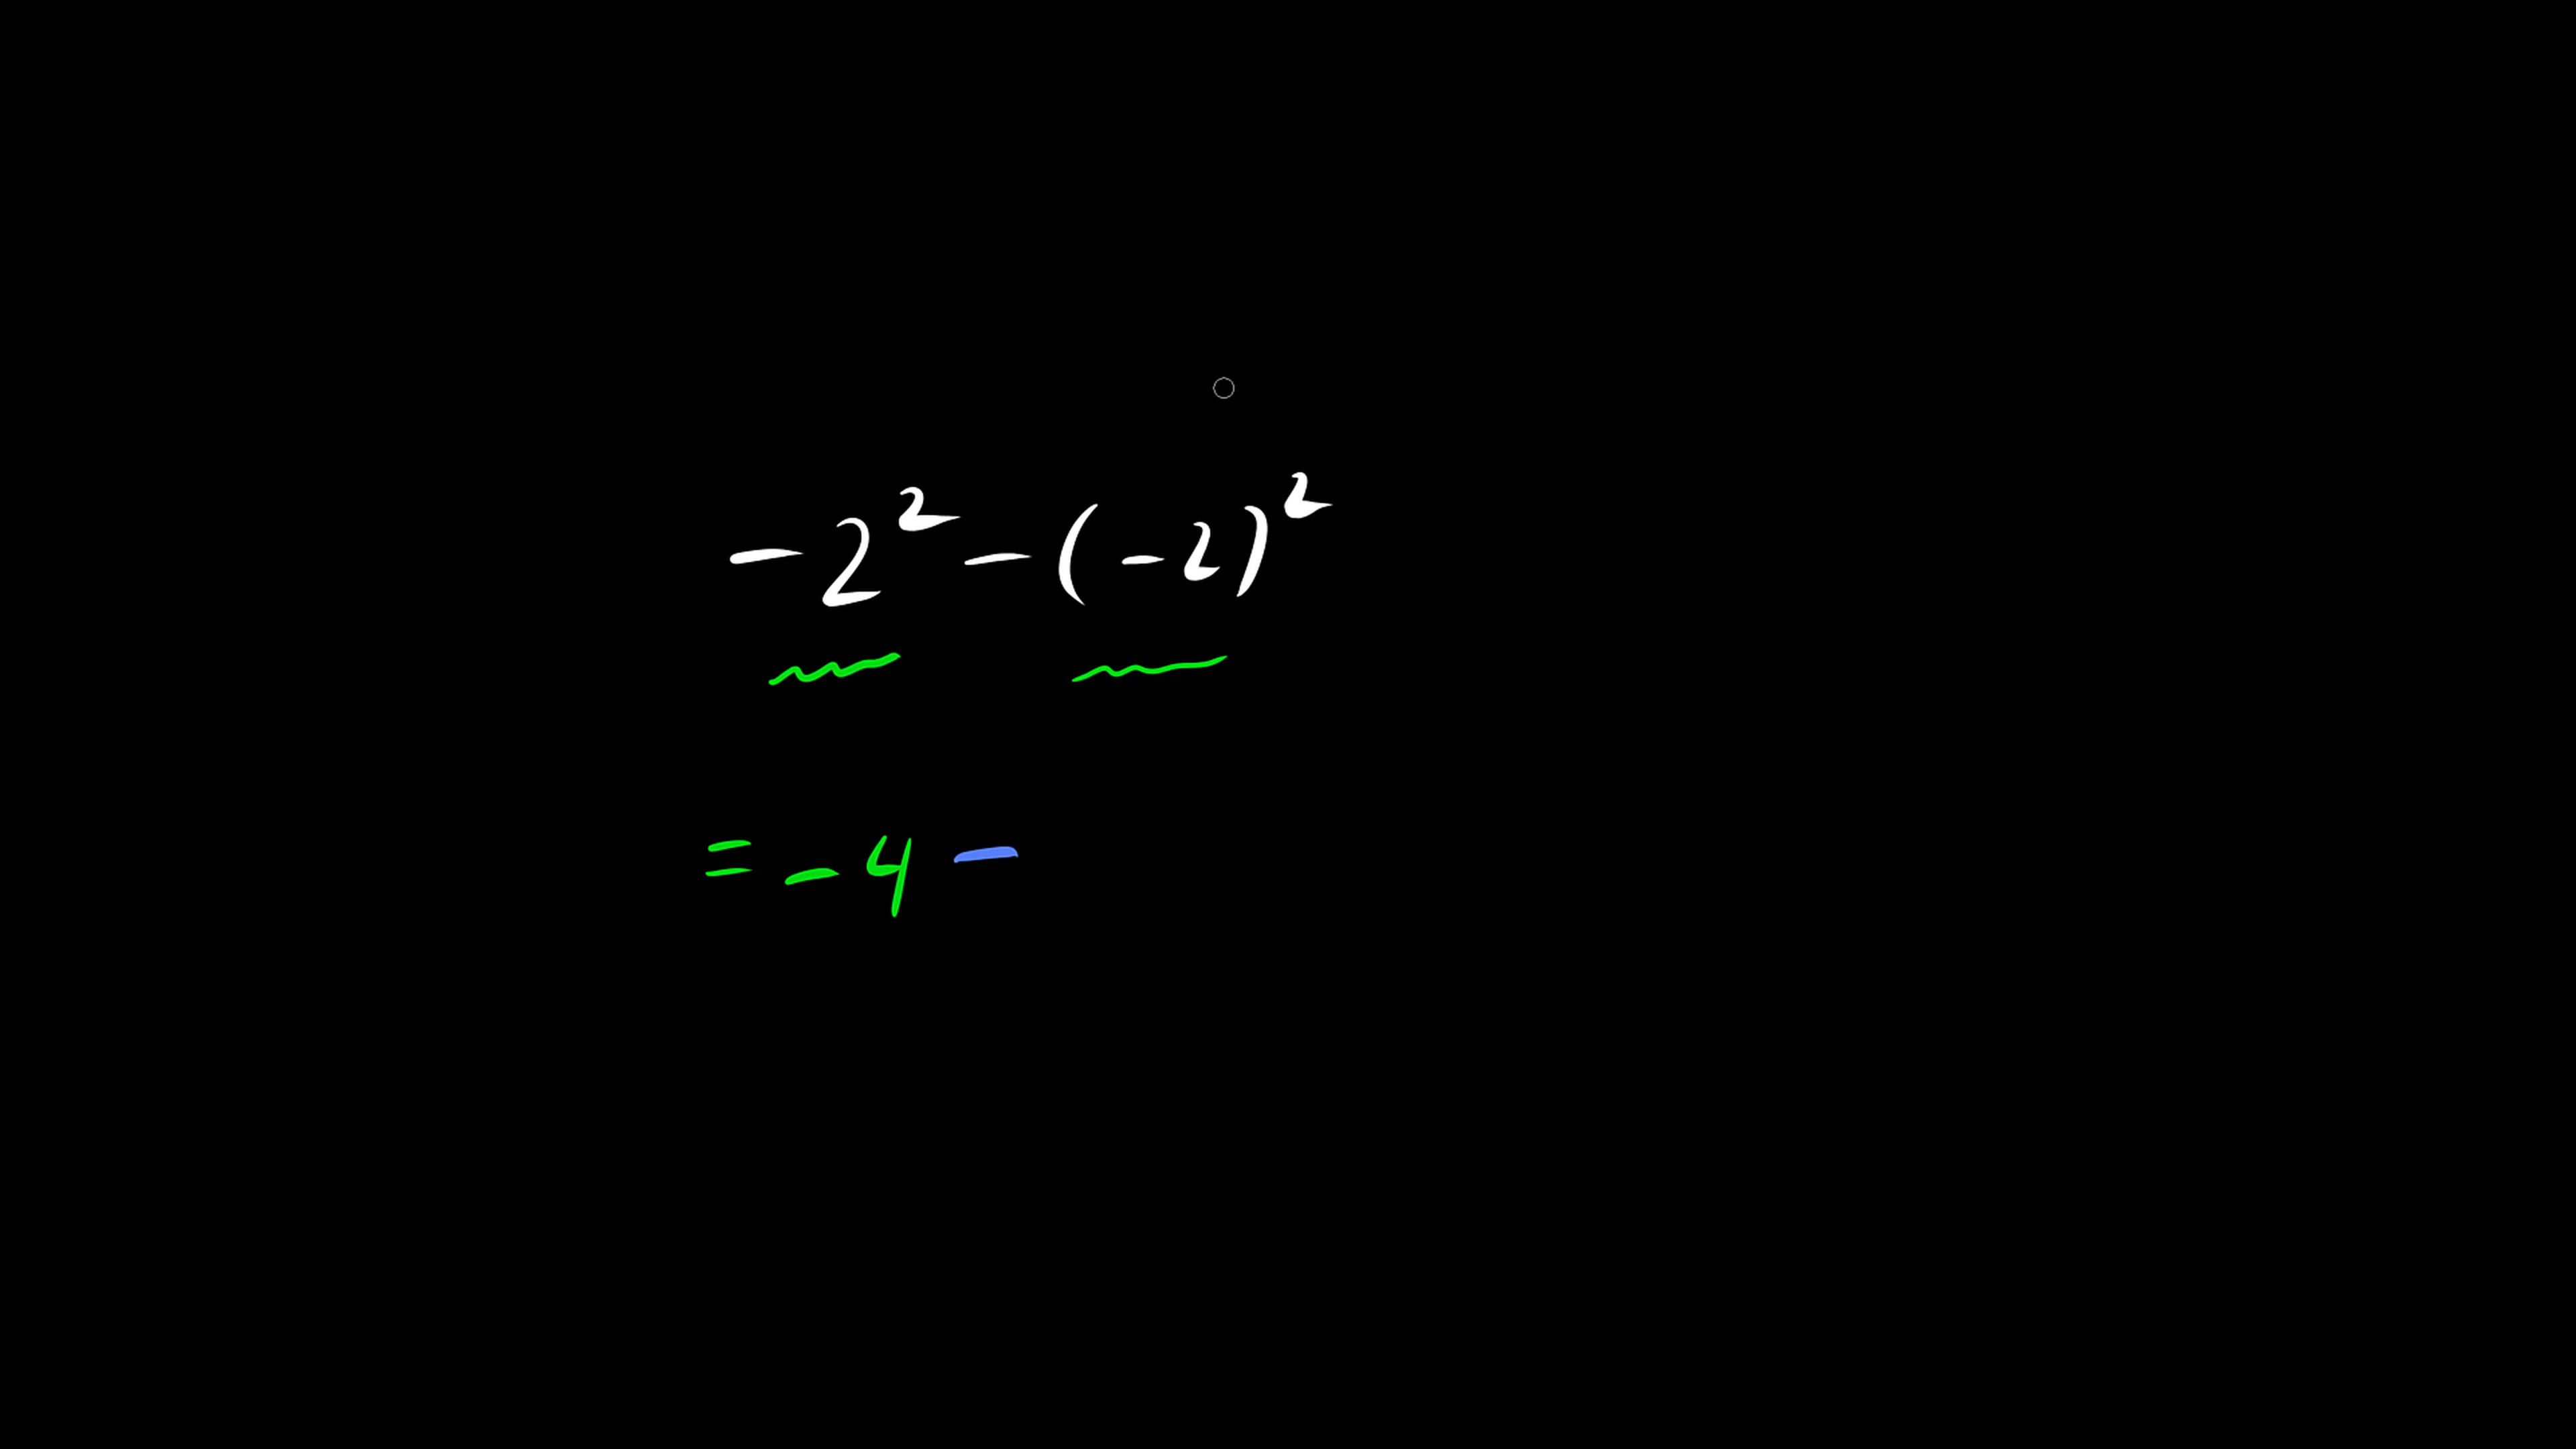 -2² - (-2)²
= -4 -